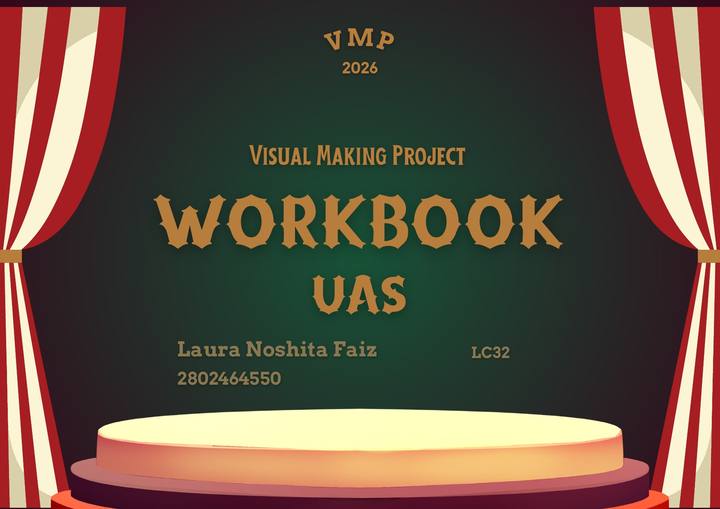 VMP
2026
Visual Making Project
WORKBOOK
UAS
Laura Noshita Faiz
LC32
2802464550